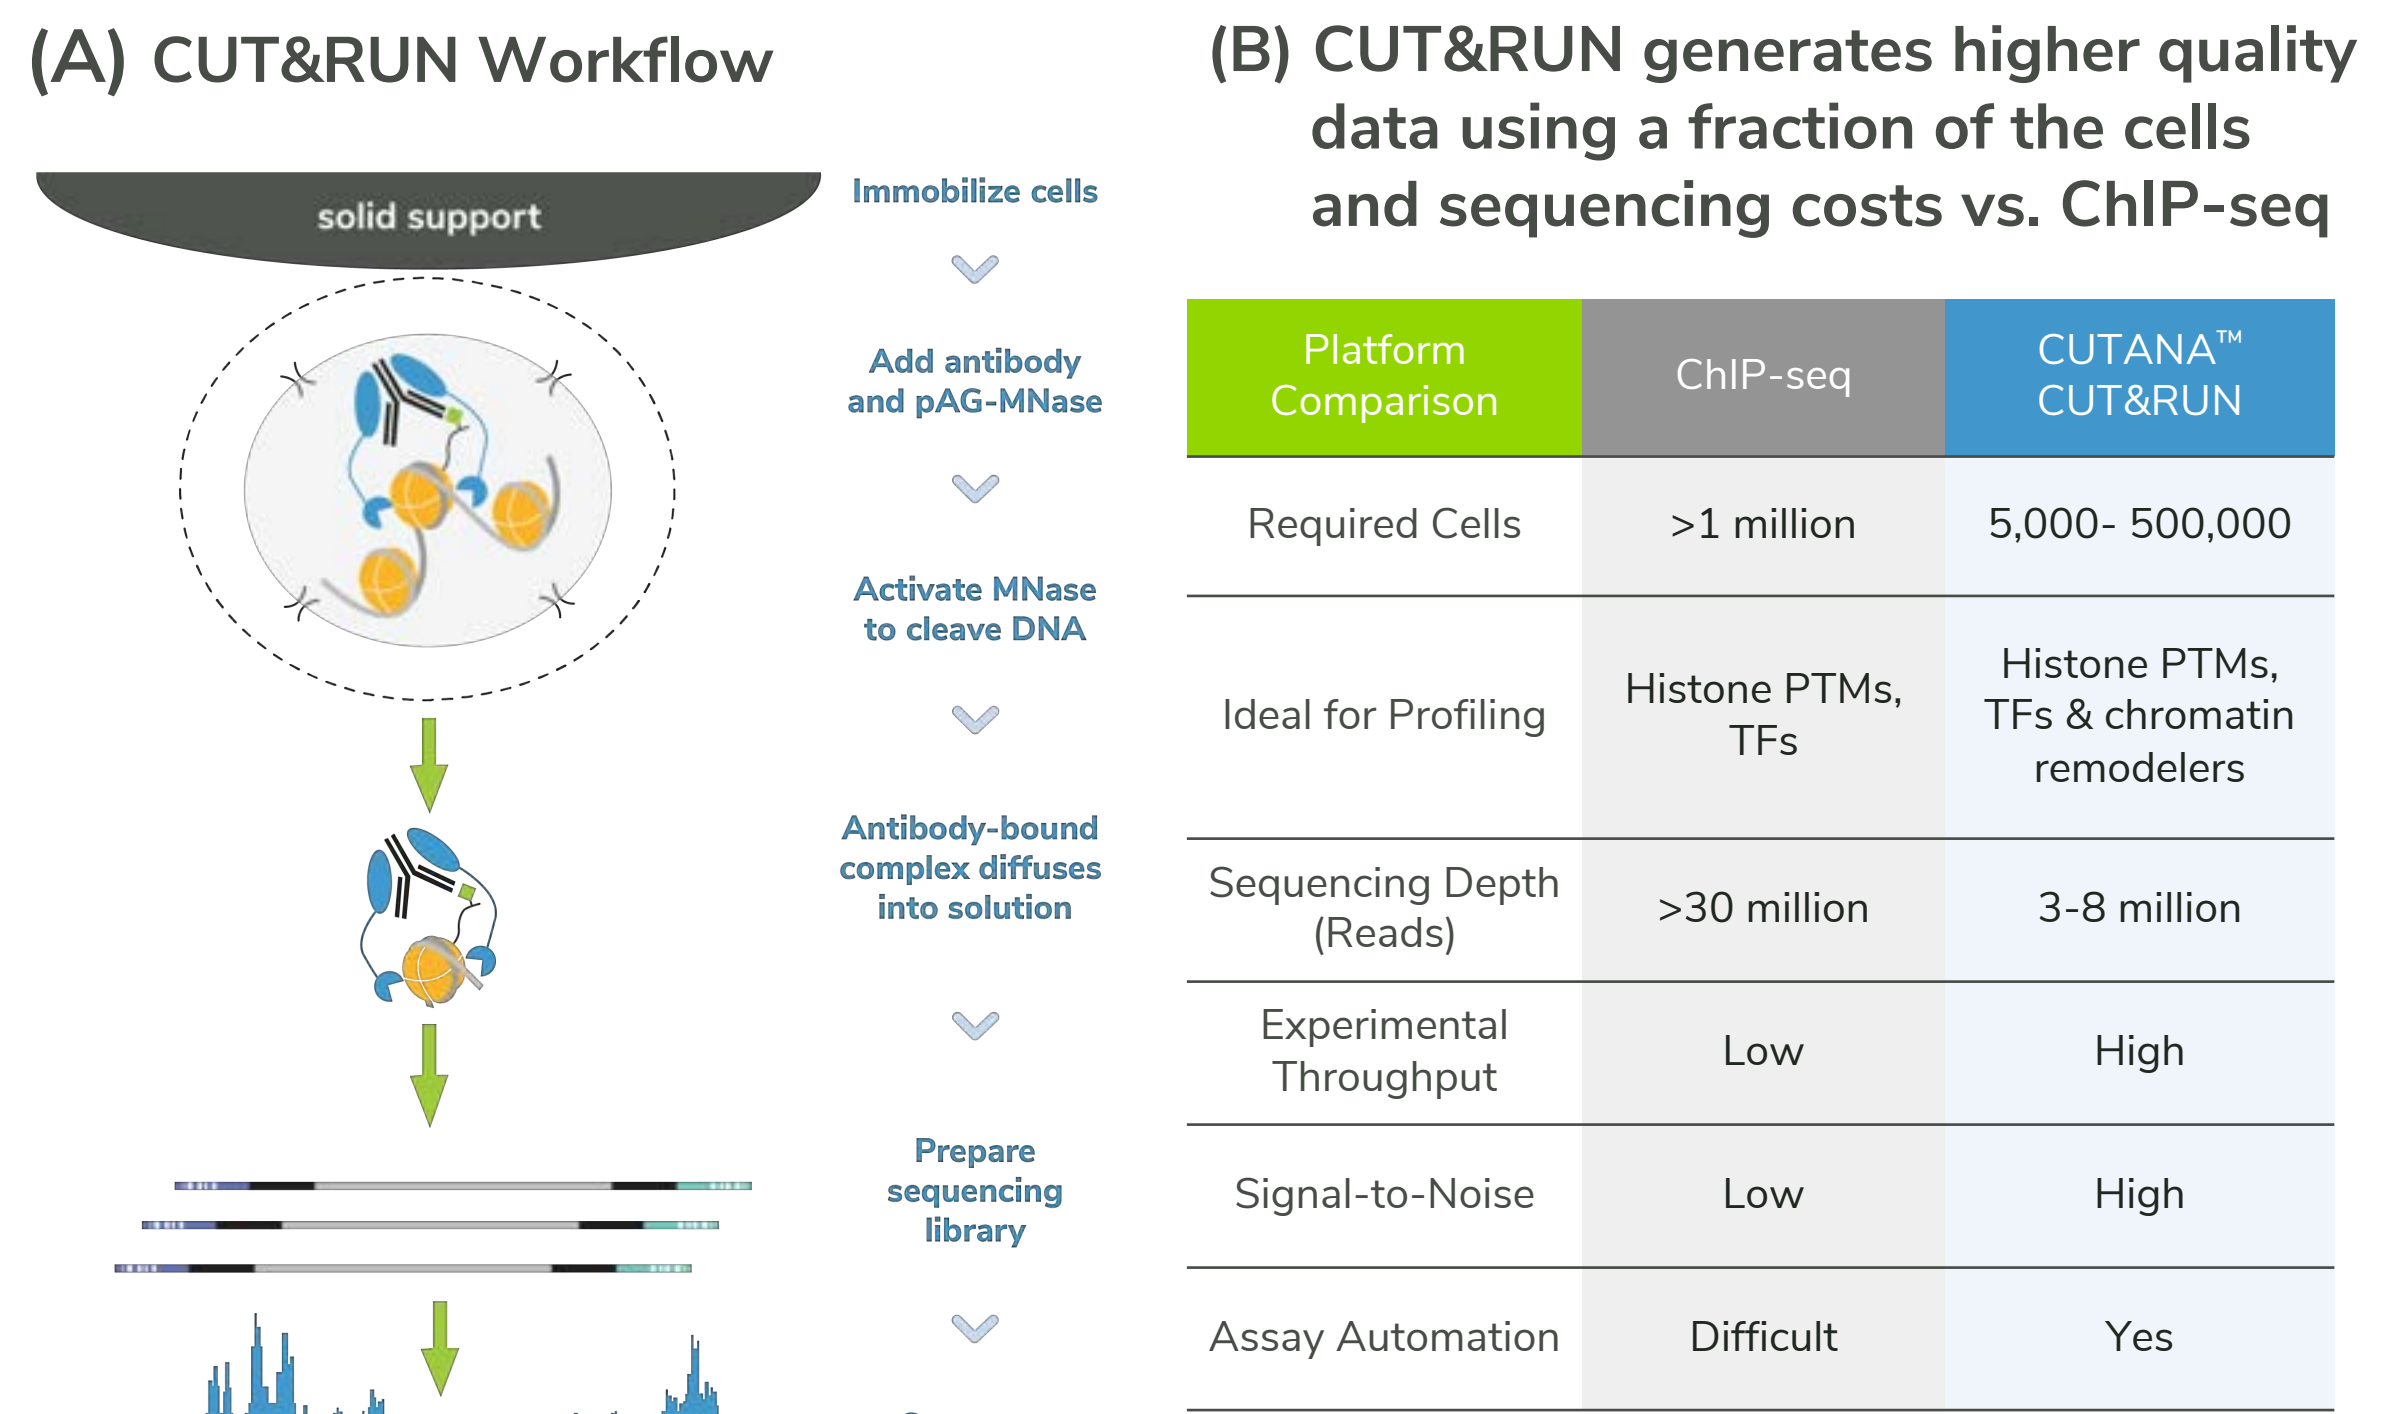 (A) CUT&RUN Workflow
solid support
Immobilize cells
Add antibody
and pAG-MNase
Activate MNase
to cleave DNA
Antibody-bound
complex diffuses
into solution
Prepare
sequencing
library
(B) CUT&RUN generates higher quality
data using a fraction of the cells
and sequencing costs vs. ChIP-seq
Platform
Comparison
ChIP-seq
CUTANA™
CUT&RUN
Required Cells
>1 million
5,000- 500,000
Ideal for Profiling
Histone PTMs,
TFs
Histone PTMs,
TFs & chromatin
remodelers
Sequencing Depth
(Reads)
>30 million
3-8 million
Experimental
Throughput
Low
High
Signal-to-Noise
Low
High
Assay Automation
Difficult
Yes